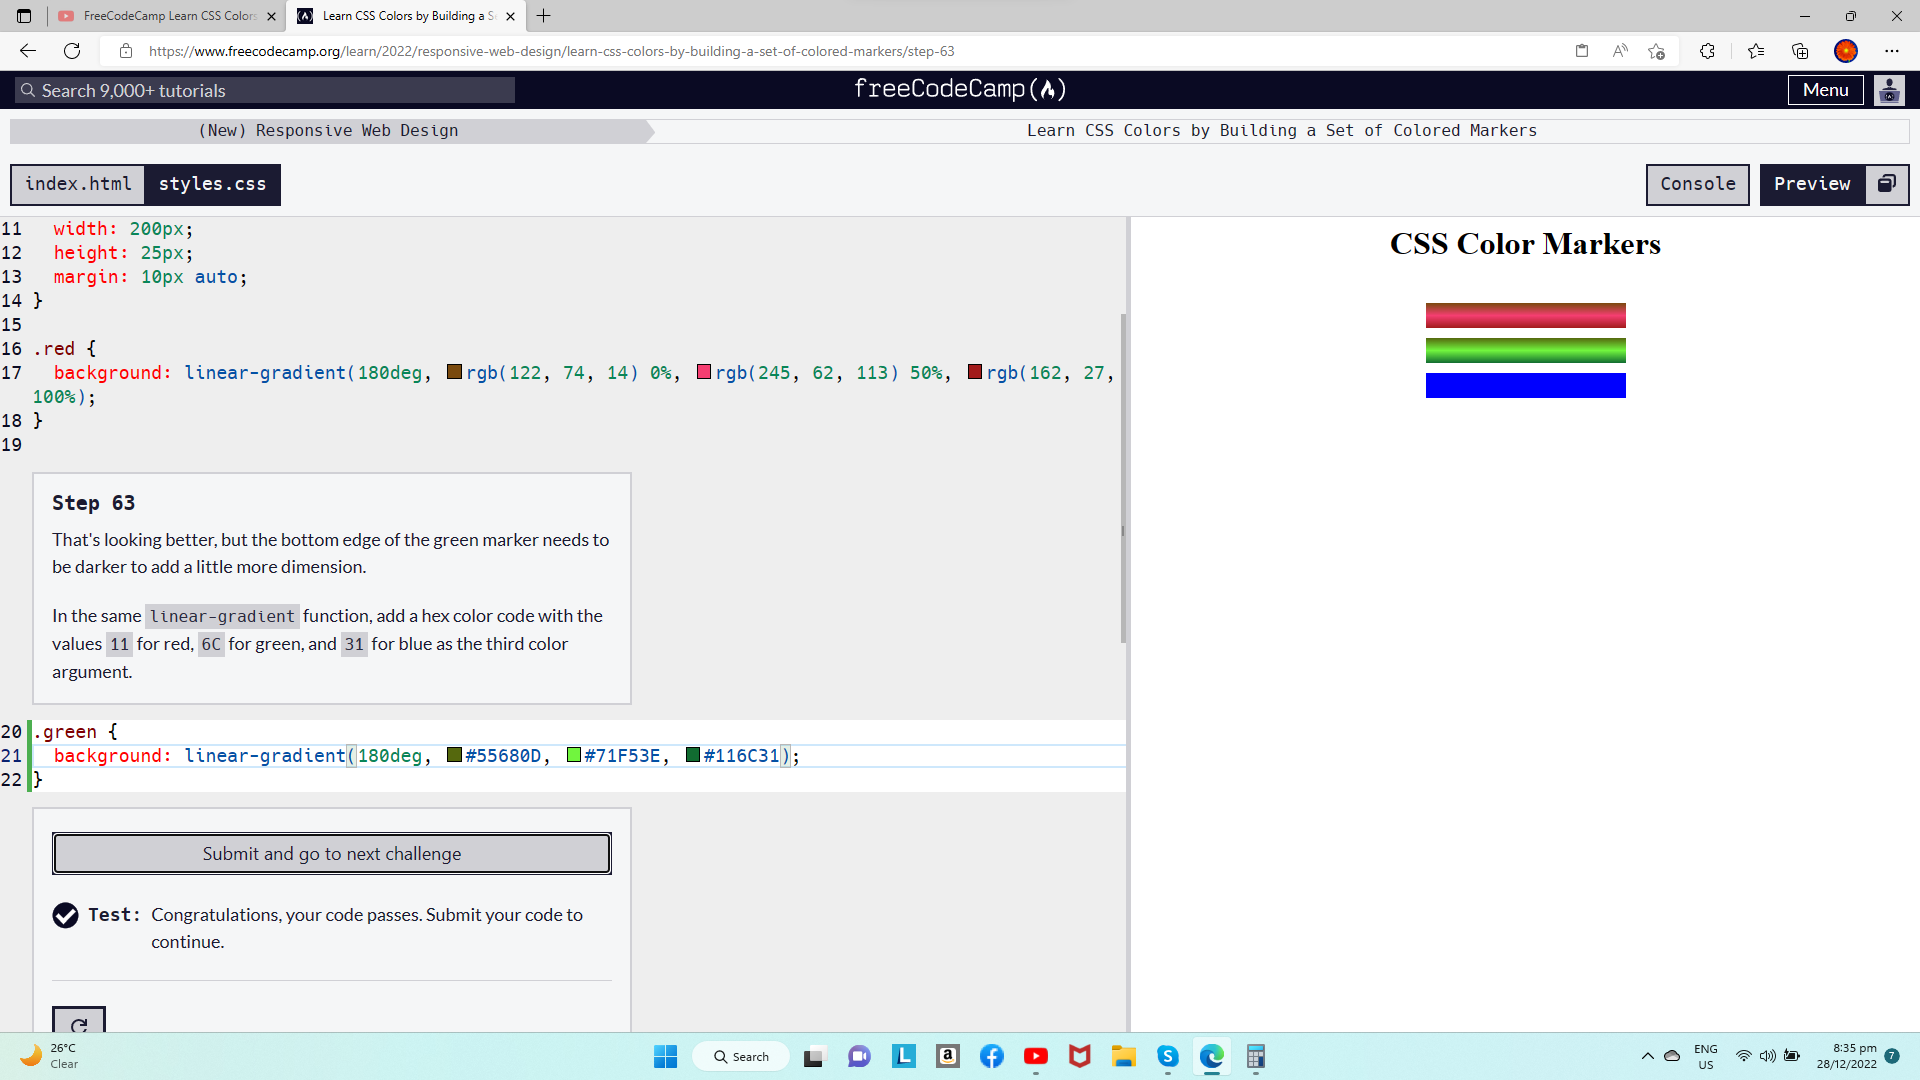 FreeCodeCamp Learn CSS Colors
Learn CSS Colors by Building a Se
https://www.freecodecamp.org/learn/2022/responsive-web-design/learn-css-colors-by-building-a-set-of-colored-markers/step-63
Search 9,000+ tutorials
freeCodeCamp
Menu
(New) Responsive Web Design
Learn CSS Colors by Building a Set of Colored Markers
index.html
styles.css
Console
Preview
11 width: 200px;
12 height: 25px;
13 margin: 10px auto;
14 }
15
16 .red {
17 background: linear-gradient(180deg, rgb(122, 74, 14) 0%, rgb(245, 62, 113) 50%, rgb(162, 27,
100%);
18 }
19
Step 63
That's looking better, but the bottom edge of the green marker needs to
be darker to add a little more dimension.
In the same linear-gradient function, add a hex color code with the
values 11 for red, 6C for green, and 31 for blue as the third color
argument.
20 .green {
21 background: linear-gradient(180deg, #55680D, #71F53E, #116C31);
22 }
Submit and go to next challenge
Test: Congratulations, your code passes. Submit your code to
continue.
CSS Color Markers
26°C
Clear
Search
ENG
US
8:35 pm
28/12/2022
7